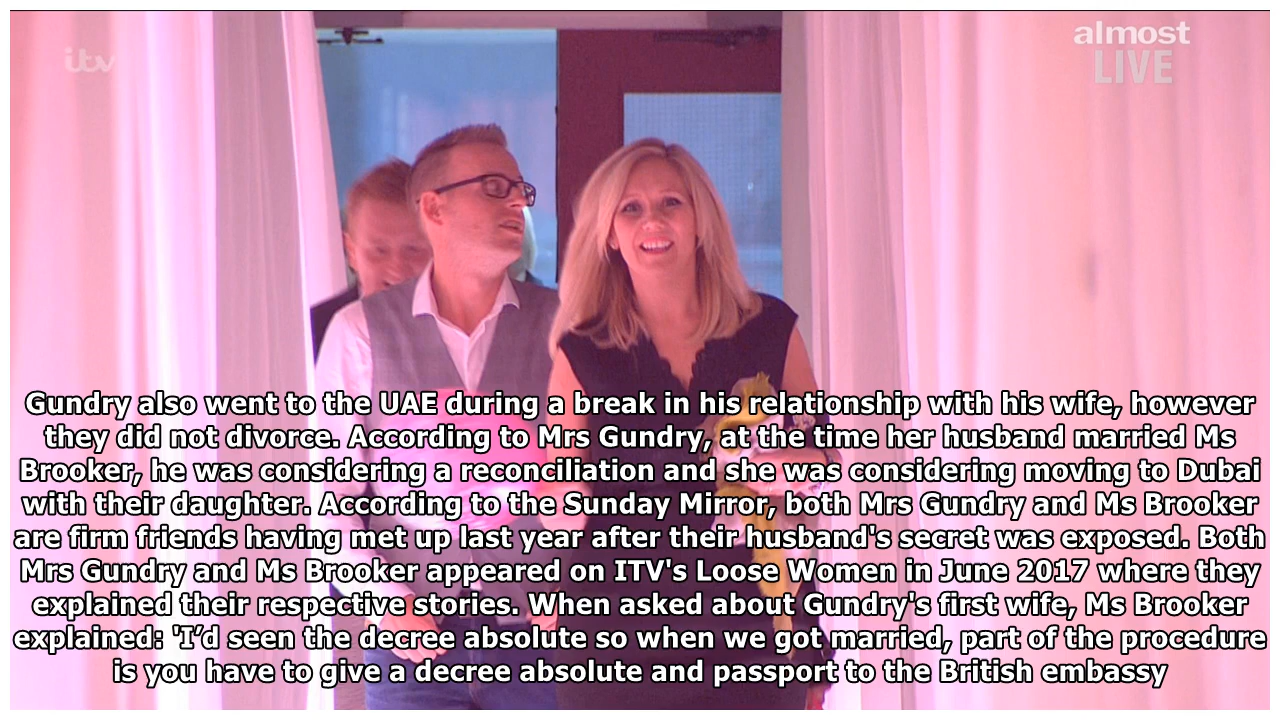 itv
almost
LIVE
Gundry also went to the UAE during a break in his relationship with his wife, however
they did not divorce. According to Mrs Gundry, at the time her husband married Ms
Brooker, he was considering a reconciliation and she was considering moving to Dubai
with their daughter. According to the Sunday Mirror, both Mrs Gundry and Ms Brooker
are firm friends having met up last year after their husband's secret was exposed. Both
Mrs Gundry and Ms Brooker appeared on ITV's Loose Women in June 2017 where they
explained their respective stories. When asked about Gundry's first wife, Ms Brooker
explained: 'I’d seen the decree absolute so when we got married, part of the procedure
is you have to give a decree absolute and passport to the British embassy